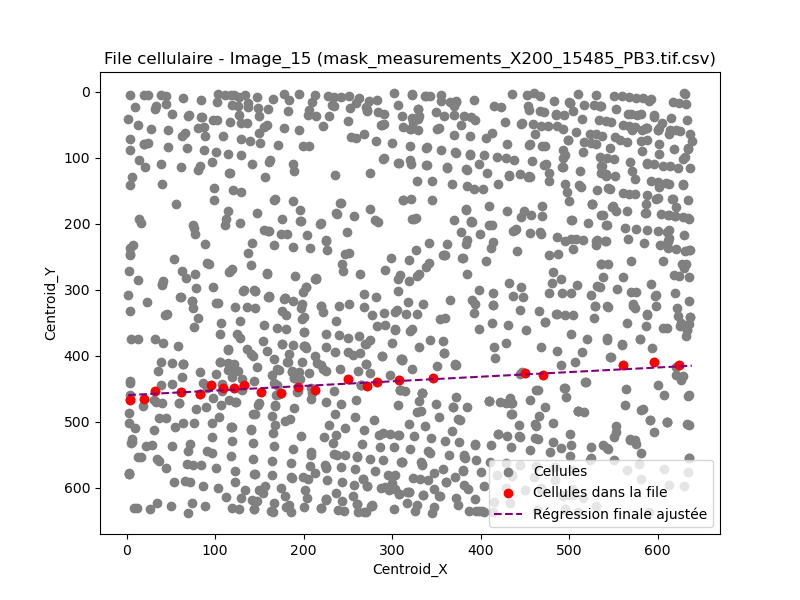 File cellulaire - Image_15 (mask_measurements_X200_15485_PB3.tif.csv)
0
100
200
300
400
500
600
Centroid_Y
Cellules
Cellules dans la file
Régression finale ajustée
0 100 200 300 400 500 600
Centroid_X